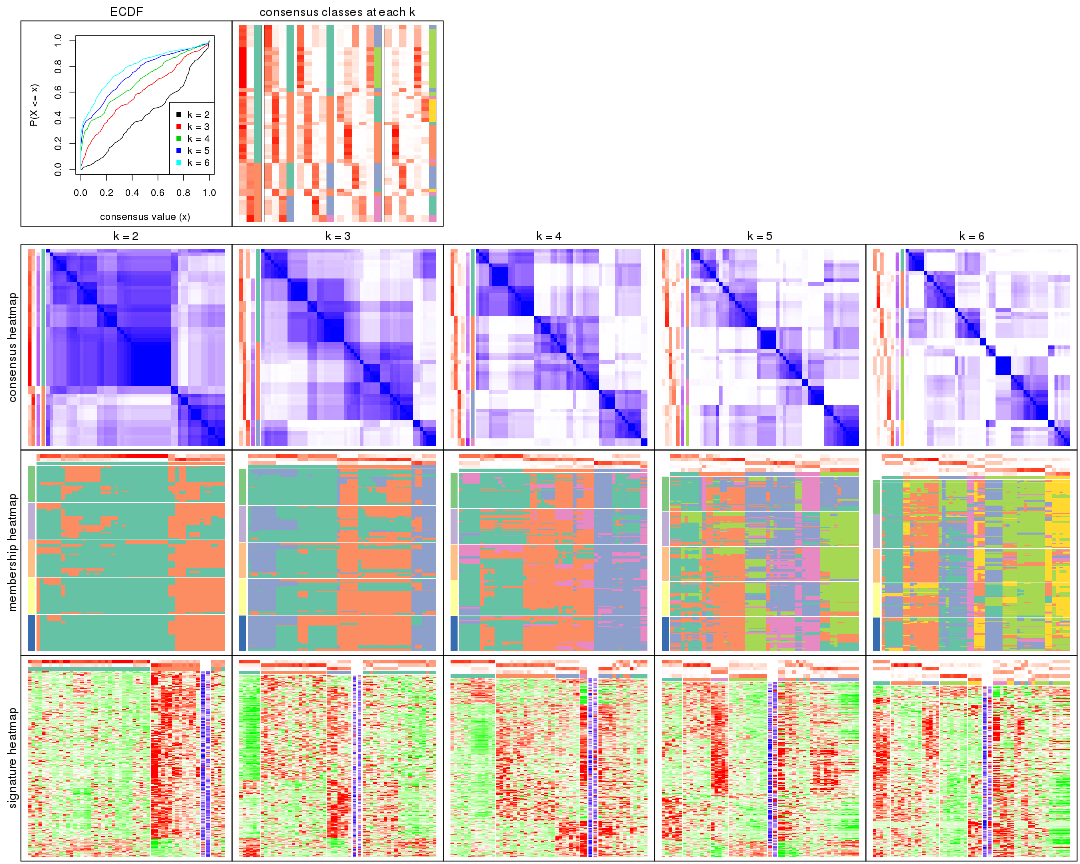 ECDF
consensus classes at each k
P(X <= x)
0.0 0.2 0.4 0.6 0.8 1.0
k = 2
k = 3
k = 4
k = 5
k = 6
0.0 0.2 0.4 0.6 0.8 1.0
consensus value (x)
k = 2 k = 3 k = 4 k = 5 k = 6
consensus heatmap
membership heatmap
signature heatmap